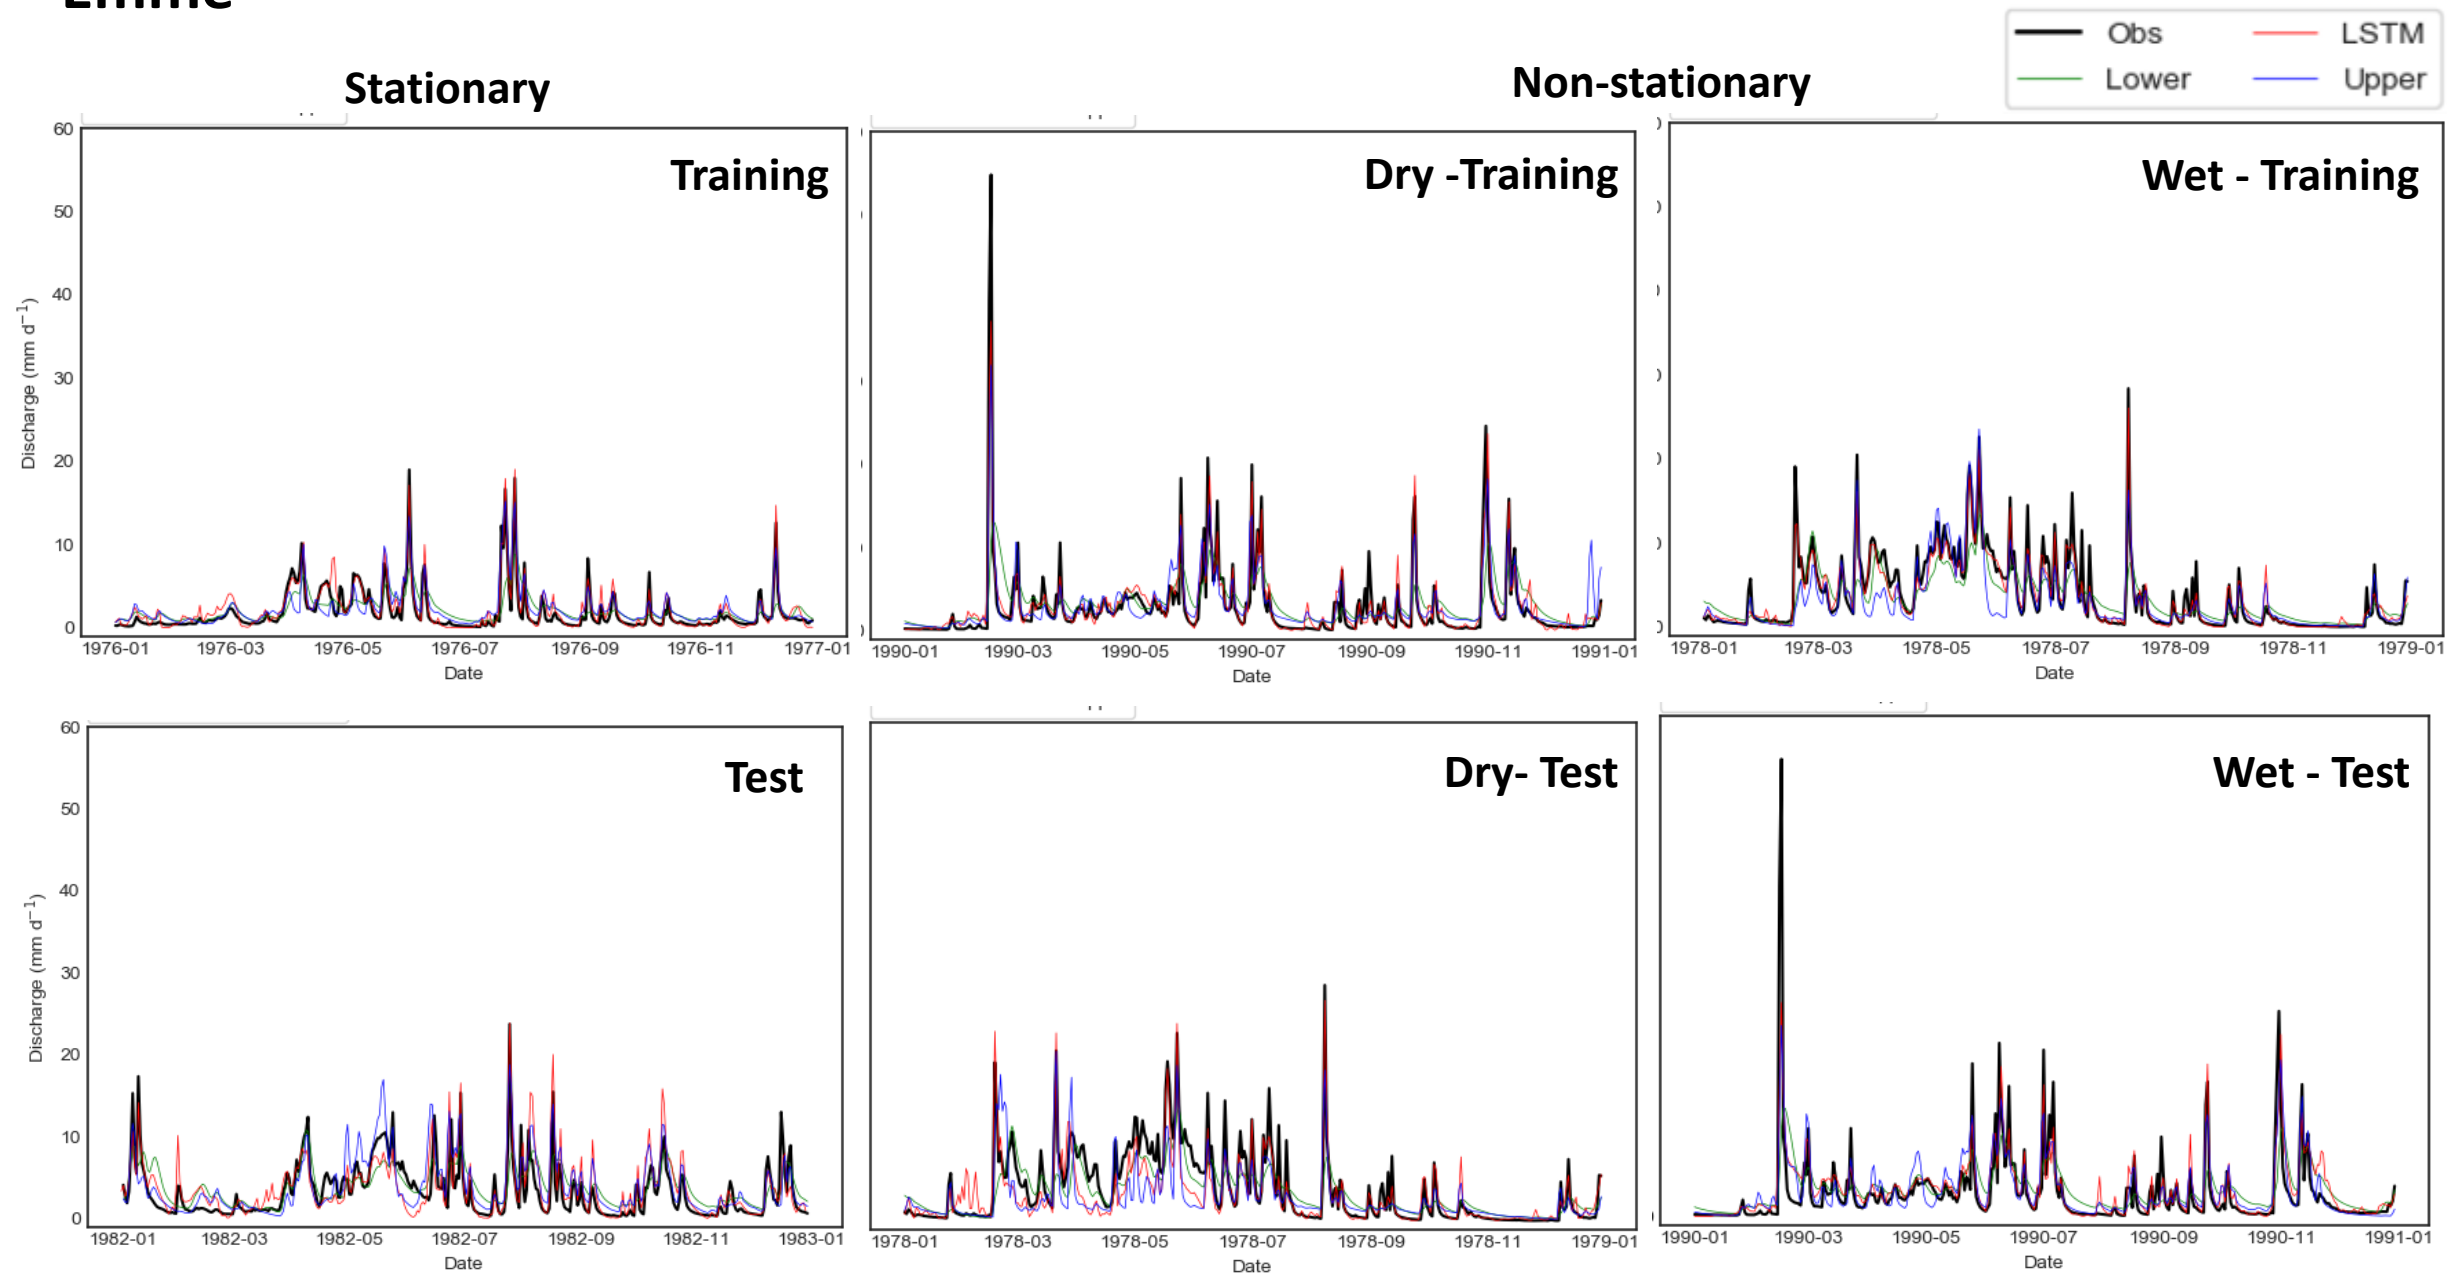 Obs LSTM
Lower Upper
Stationary
Non-stationary
Training
60
50
40
30
20
10
0
Discharge (mm d⁻¹)
1976-01 1976-03 1976-05 1976-07 1976-09 1976-11 1977-01
Date
Dry -Training
1990-01 1990-03 1990-05 1990-07 1990-09 1990-11 1991-01
Date
Wet - Training
1978-01 1978-03 1978-05 1978-07 1978-09 1978-11 1979-01
Date
Test
60
50
40
30
20
10
0
Discharge (mm d⁻¹)
1982-01 1982-03 1982-05 1982-07 1982-09 1982-11 1983-01
Date
Dry- Test
1978-01 1978-03 1978-05 1978-07 1978-09 1978-11 1979-01
Date
Wet - Test
1990-01 1990-03 1990-05 1990-07 1990-09 1990-11 1991-01
Date